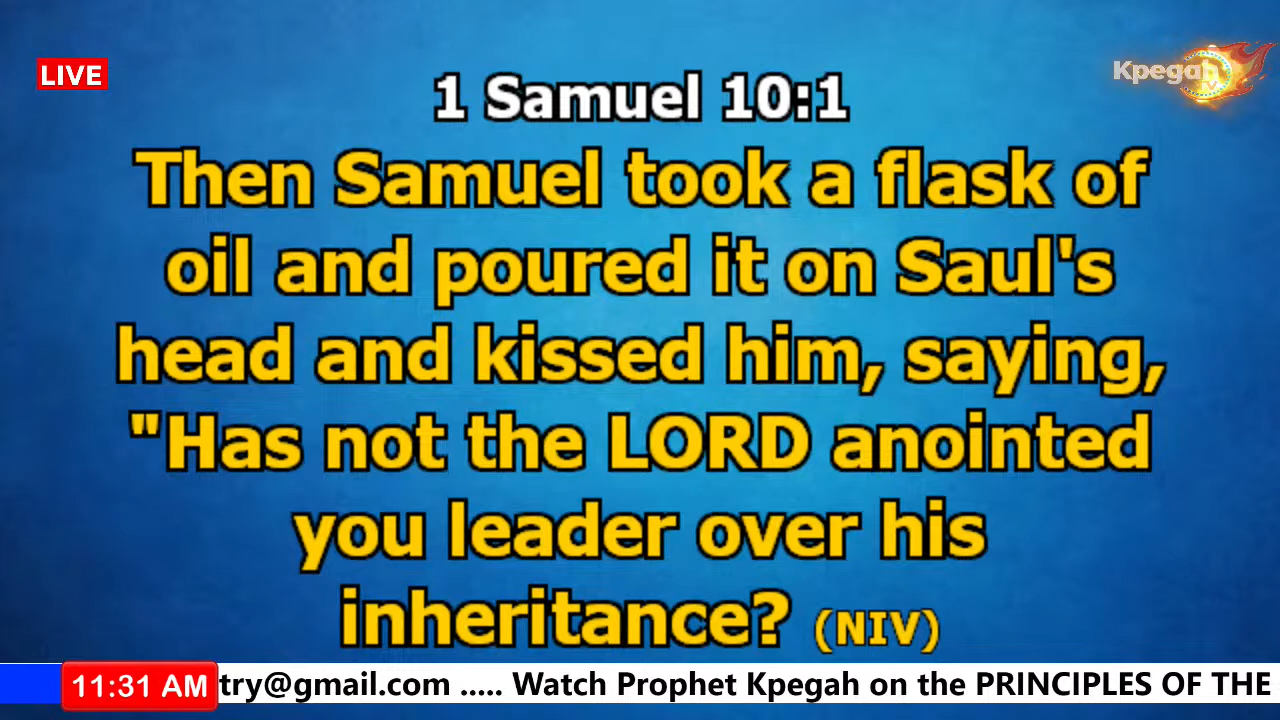 LIVE
Kpegah
TV
1 Samuel 10:1
Then Samuel took a flask of
oil and poured it on Saul's
head and kissed him, saying,
"Has not the LORD anointed
you leader over his
inheritance? (NIV)
11:31 AM try@gmail.com ..... Watch Prophet Kpegah on the PRINCIPLES OF THE